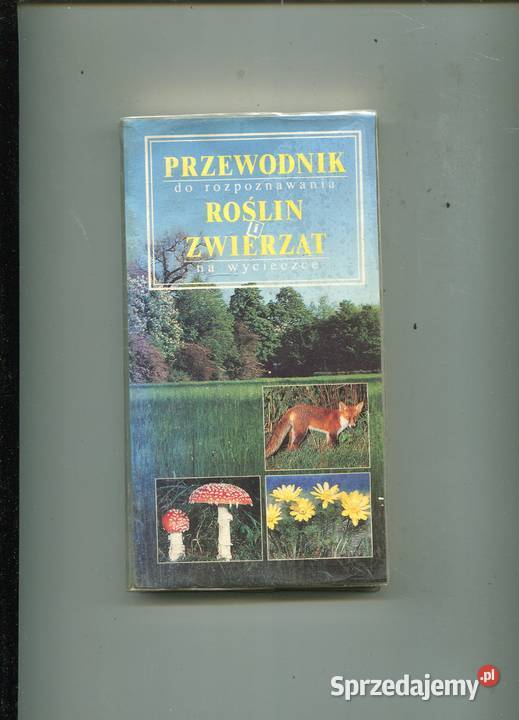 PRZEWODNIK
do rozpoznawania
ROŚLIN
i
ZWIERZĄT
na wycieczce
Sprzedajemy.pl